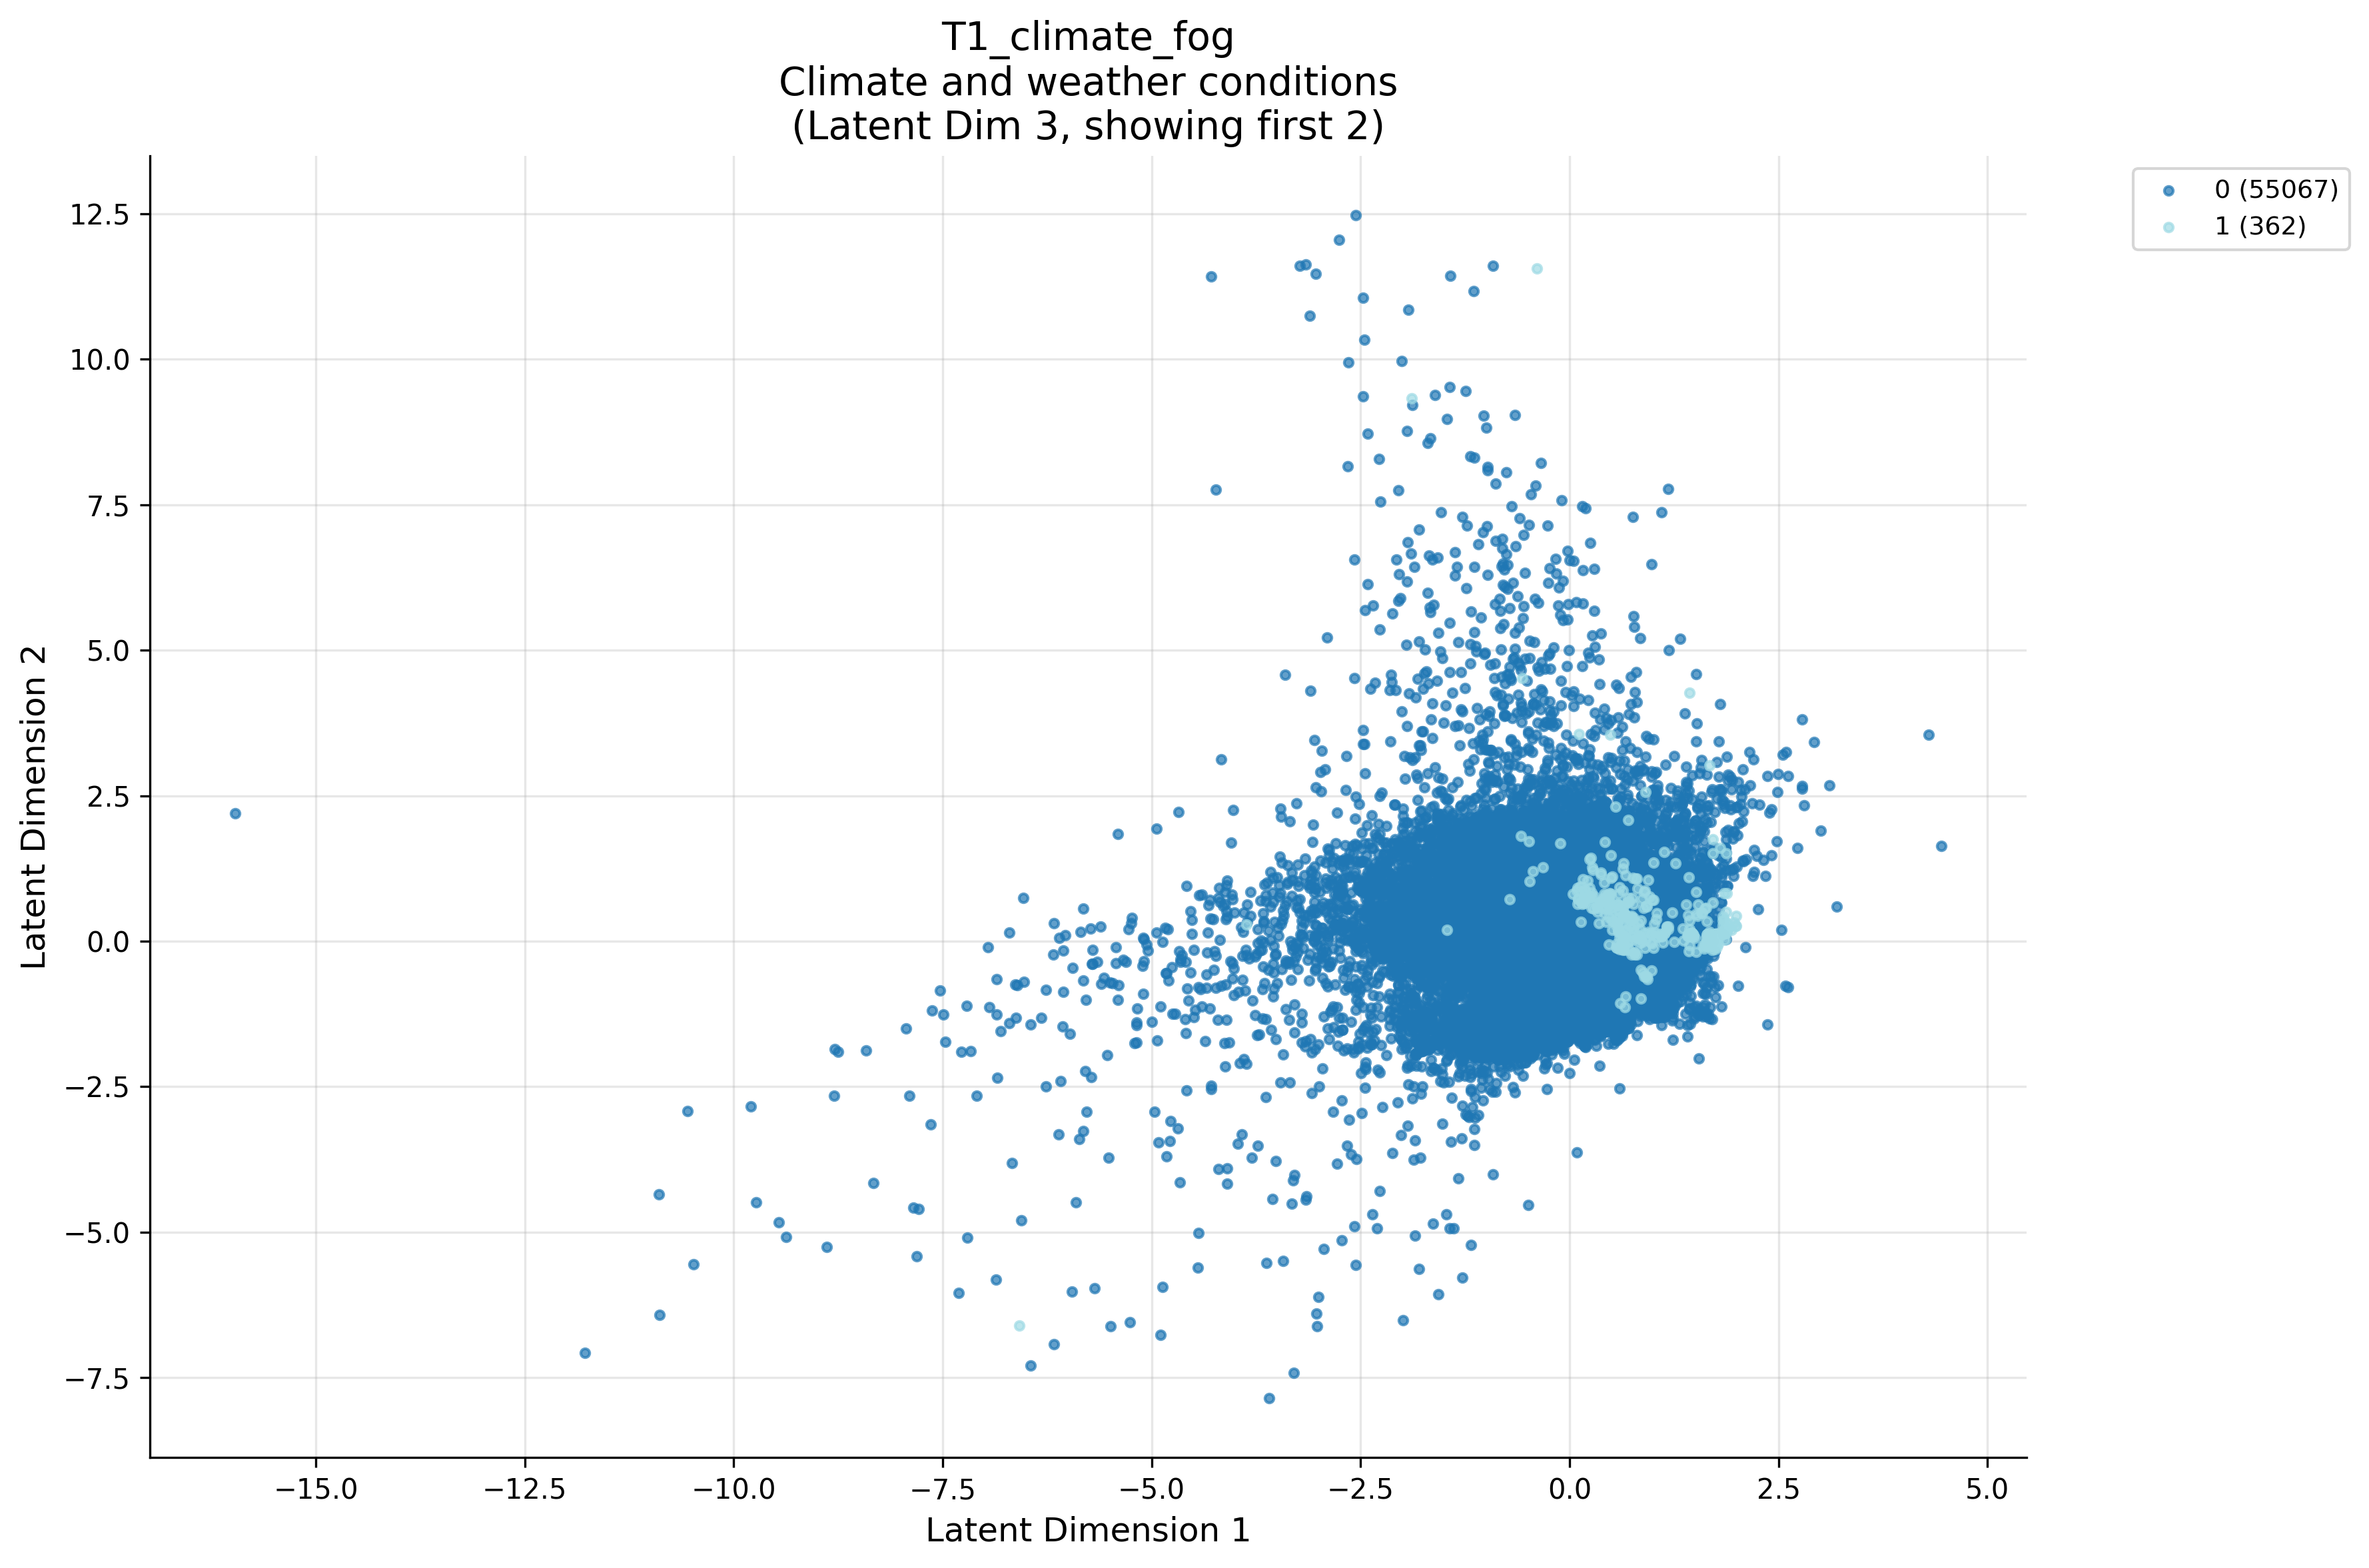 T1_climate_fog
Climate and weather conditions
(Latent Dim 3, showing first 2)
0 (55067)
1 (362)
12.5
10.0
7.5
5.0
2.5
0.0
−2.5
−5.0
−7.5
Latent Dimension 2
−15.0 −12.5 −10.0 −7.5 −5.0 −2.5 0.0 2.5 5.0
Latent Dimension 1